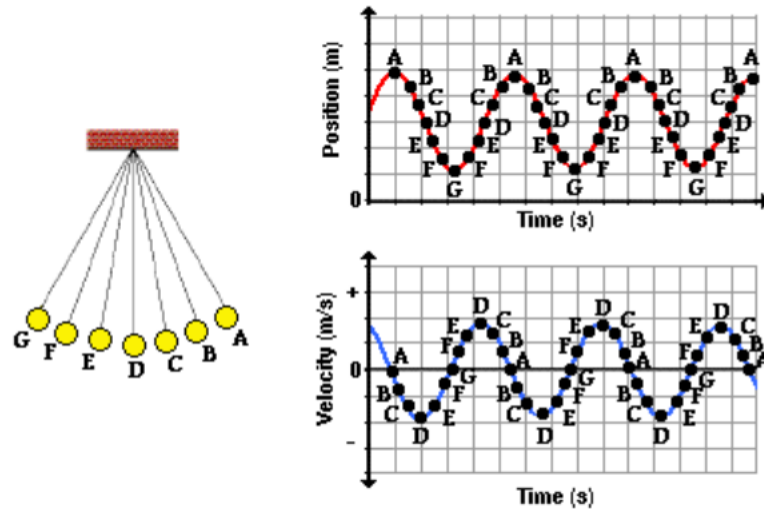 G F E D C B A
Position (m)
A A A A
B B B B B B
C C C C C C
D D D D D D
E E E E E E
F F F F F F
G G G
0
Time (s)
Velocity (m/s)
+
0
–
D D D
E C E C E C
F B F B F B
A A A A
G G G
B F B F B F
C E C E C E
D D D
Time (s)